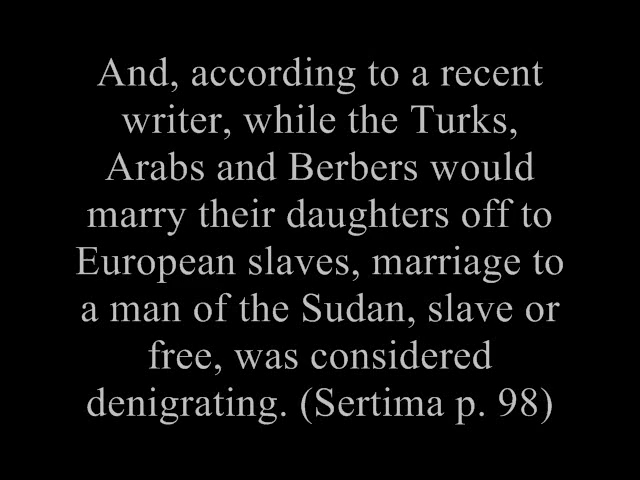 And, according to a recent
writer, while the Turks,
Arabs and Berbers would
marry their daughters off to
European slaves, marriage to
a man of the Sudan, slave or
free, was considered
denigrating. (Sertima p. 98)